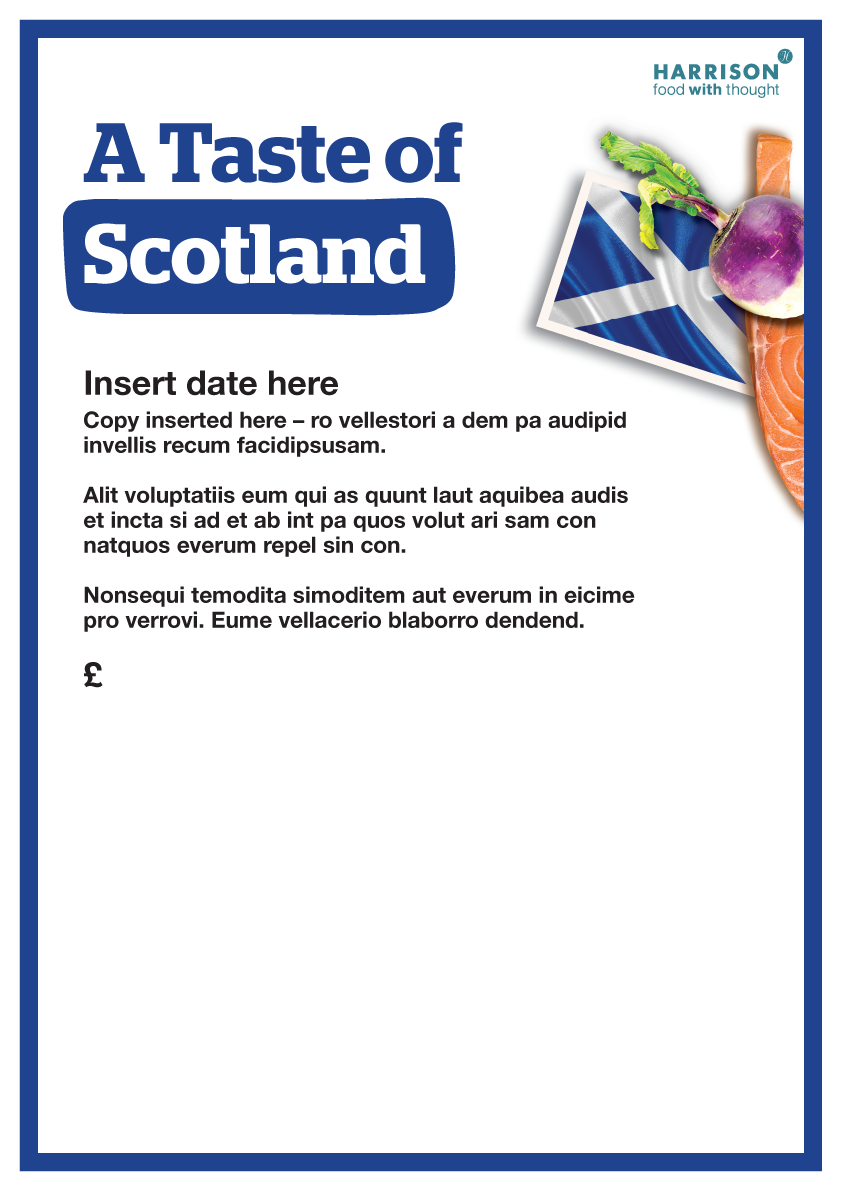 HARRISON
food with thought
A Taste of
Scotland
Insert date here
Copy inserted here – ro vellestori a dem pa audipid
invellis recum facidipsusam.
Alit voluptatiis eum qui as quunt laut aquibea audis
et incta si ad et ab int pa quos volut ari sam con
natquos everum repel sin con.
Nonsequi temodita simoditem aut everum in eicime
pro verrovi. Eume vellacerio blaborro dendend.
£